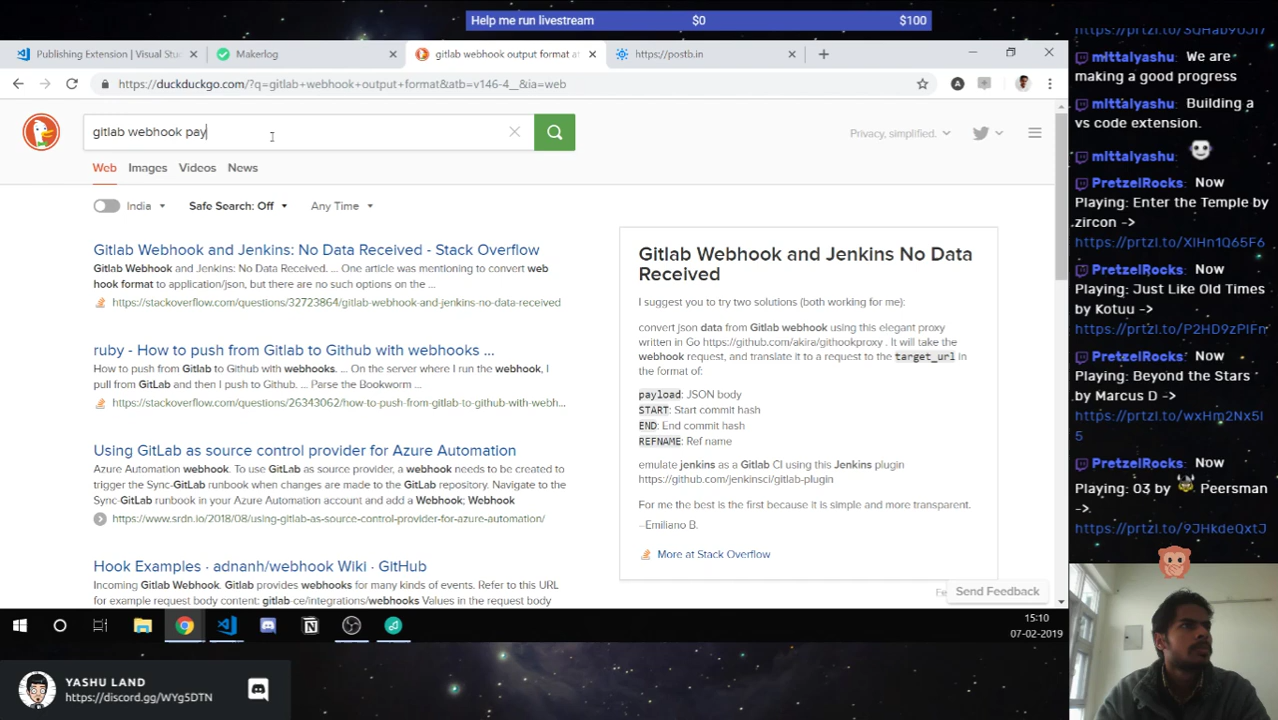 Help me run livestream $0 $100
Publishing Extension | Visual Stu
Makerlog
gitlab webhook output format at
https://postb.in
https://duckduckgo.com/?q=gitlab+webhook+output+format&atb=v146-4__&ia=web
gitlab webhook pay
Privacy, simplified.
Web Images Videos News
India Safe Search: Off Any Time
Gitlab Webhook and Jenkins: No Data Received - Stack Overflow
Gitlab Webhook and Jenkins: No Data Received. ... One article was mentioning to convert web
hook format to application/json, but there are no such options on the ...
https://stackoverflow.com/questions/32723864/gitlab-webhook-and-jenkins-no-data-received
ruby - How to push from Gitlab to Github with webhooks ...
How to push from Gitlab to Github with webhooks. ... On the server where I run the webhook, I
pull from GitLab and then I push to Github. ... Parse the Bookworm ...
https://stackoverflow.com/questions/26343062/how-to-push-from-gitlab-to-github-with-webh...
Using GitLab as source control provider for Azure Automation
Azure Automation webhook. To use GitLab as source provider, a webhook needs to be created to
trigger the Sync-GitLab runbook when changes are made to the GitLab repository. Navigate to the
Sync-GitLab runbook in your Azure Automation account and add a Webhook; Webhook
https://www.srdn.io/2018/08/using-gitlab-as-source-control-provider-for-azure-automation/
Hook Examples · adnanh/webhook Wiki · GitHub
Incoming Gitlab Webhook. Gitlab provides webhooks for many kinds of events. Refer to this URL
for example request body content: gitlab-ce/integrations/webhooks Values in the request body
Gitlab Webhook and Jenkins No Data
Received
I suggest you to try two solutions (both working for me):
convert json data from Gitlab webhook using this elegant proxy
written in Go https://github.com/akira/githookproxy . It will take the
webhook request, and translate it to a request to the target_url in
the format of:
payload: JSON body
START: Start commit hash
END: End commit hash
REFNAME: Ref name
emulate jenkins as a Gitlab CI using this Jenkins plugin
https://github.com/jenkinsci/gitlab-plugin
For me the best is the first because it is simple and more transparent.
--Emiliano B.
More at Stack Overflow
Fe
Send Feedback
15:10
07-02-2019
mittalyashu: We are
making a good progress
mittalyashu: Building a
vs code extension.
mittalyashu:
PretzelRocks: Now
Playing: Enter the Temple by
zircon ->
https://prtzl.to/XlHn1Q65F6
PretzelRocks: Now
Playing: Just Like Old Times
by Kotuu ->
https://prtzl.to/P2HD9zPIFn
PretzelRocks: Now
Playing: Beyond the Stars
by Marcus D ->
https://prtzl.to/wxHm2Nx5l
5
PretzelRocks: Now
Playing: 03 by Peersman
->
https://prtzl.to/9JHkdeQxtJ
YASHU LAND
https://discord.gg/WYg5DTN